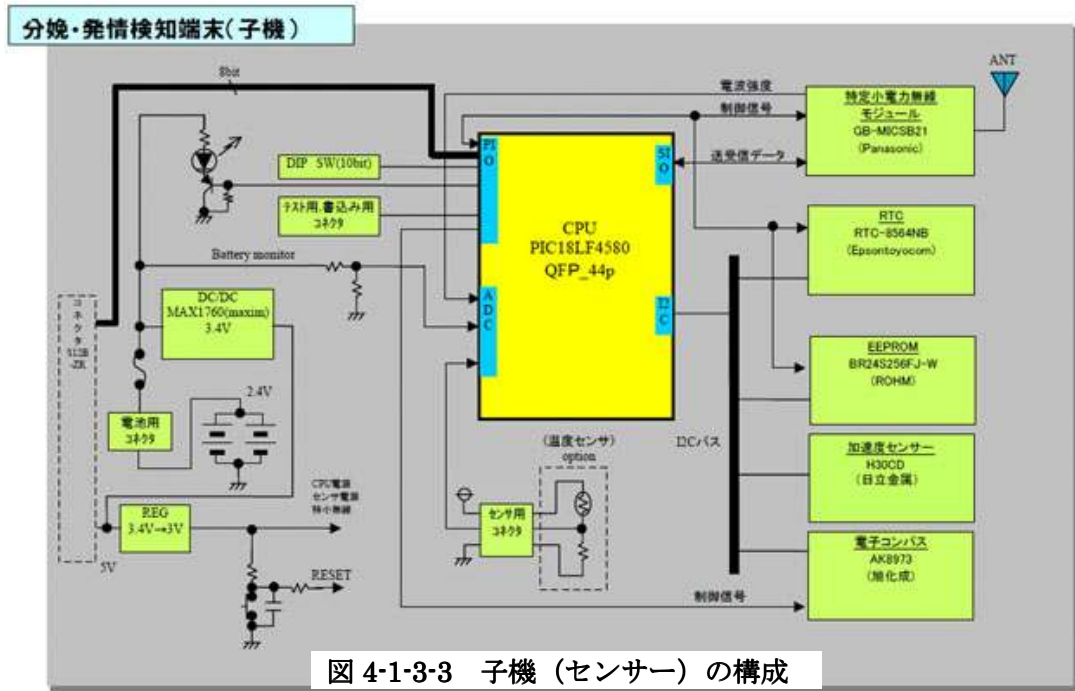 分娩・発情検知端末(子機)
8bit
ANT
電波強度
制御信号
特定小電力無線
モジュール
GB-MICSB21
(Panasonic)
PIO
SIO
送受信データ
DIP SW(10bit)
テスト用.書込み用
コネクタ
CPU
PIC18LF4580
QFP_44p
RTC
RTC-8564NB
(Epsontoyocom)
Battery monitor
ADC
I2C
コネクタ
S12B
-ZR
DC/DC
MAX1760(maxim)
3.4V
EEPROM
BR24S256FJ-W
(ROHM)
2.4V
電池用
コネクタ
(温度センサ)
option
I2Cバス
加速度センサー
H30CD
(日立金属)
CPU電源
センサ電源
特小無線
REG
3.4V→3V
センサ用
コネクタ
電子コンパス
AK8973
(旭化成)
5V
RESET
制御信号
図 4-1-3-3 子機(センサー)の構成